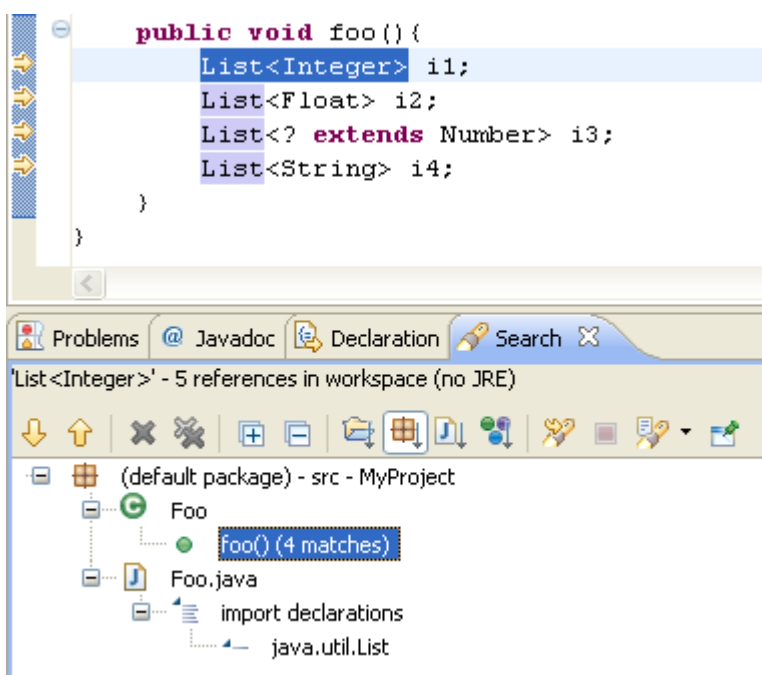 public void foo(){
List<Integer> i1;
List<Float> i2;
List<? extends Number> i3;
List<String> i4;
}
}
Problems @ Javadoc Declaration Search
'List<Integer>' - 5 references in workspace (no JRE)
(default package) - src - MyProject
Foo
foo() (4 matches)
Foo.java
import declarations
java.util.List